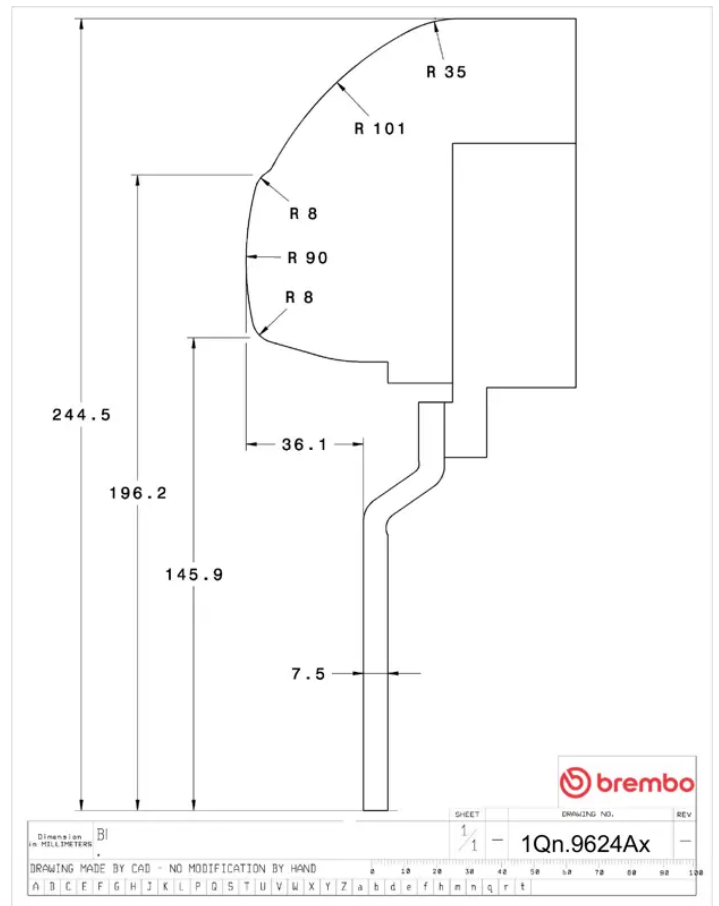 R 35
R 101
R 8
R 90
R 8
244.5
36.1
196.2
145.9
7.5
brembo
SHEET DRAWING NO. REV
Dimension
in MILLIMETERS
BI
1/1 – 1Qn.9624Ax –
DRAWING MADE BY CAD - NO MODIFICATION BY HAND
0 10 20 30 40 50 60 70 80 90 100
A B C E F G H J K L P Q S T U V W X Y Z a b d e f h m n q r t